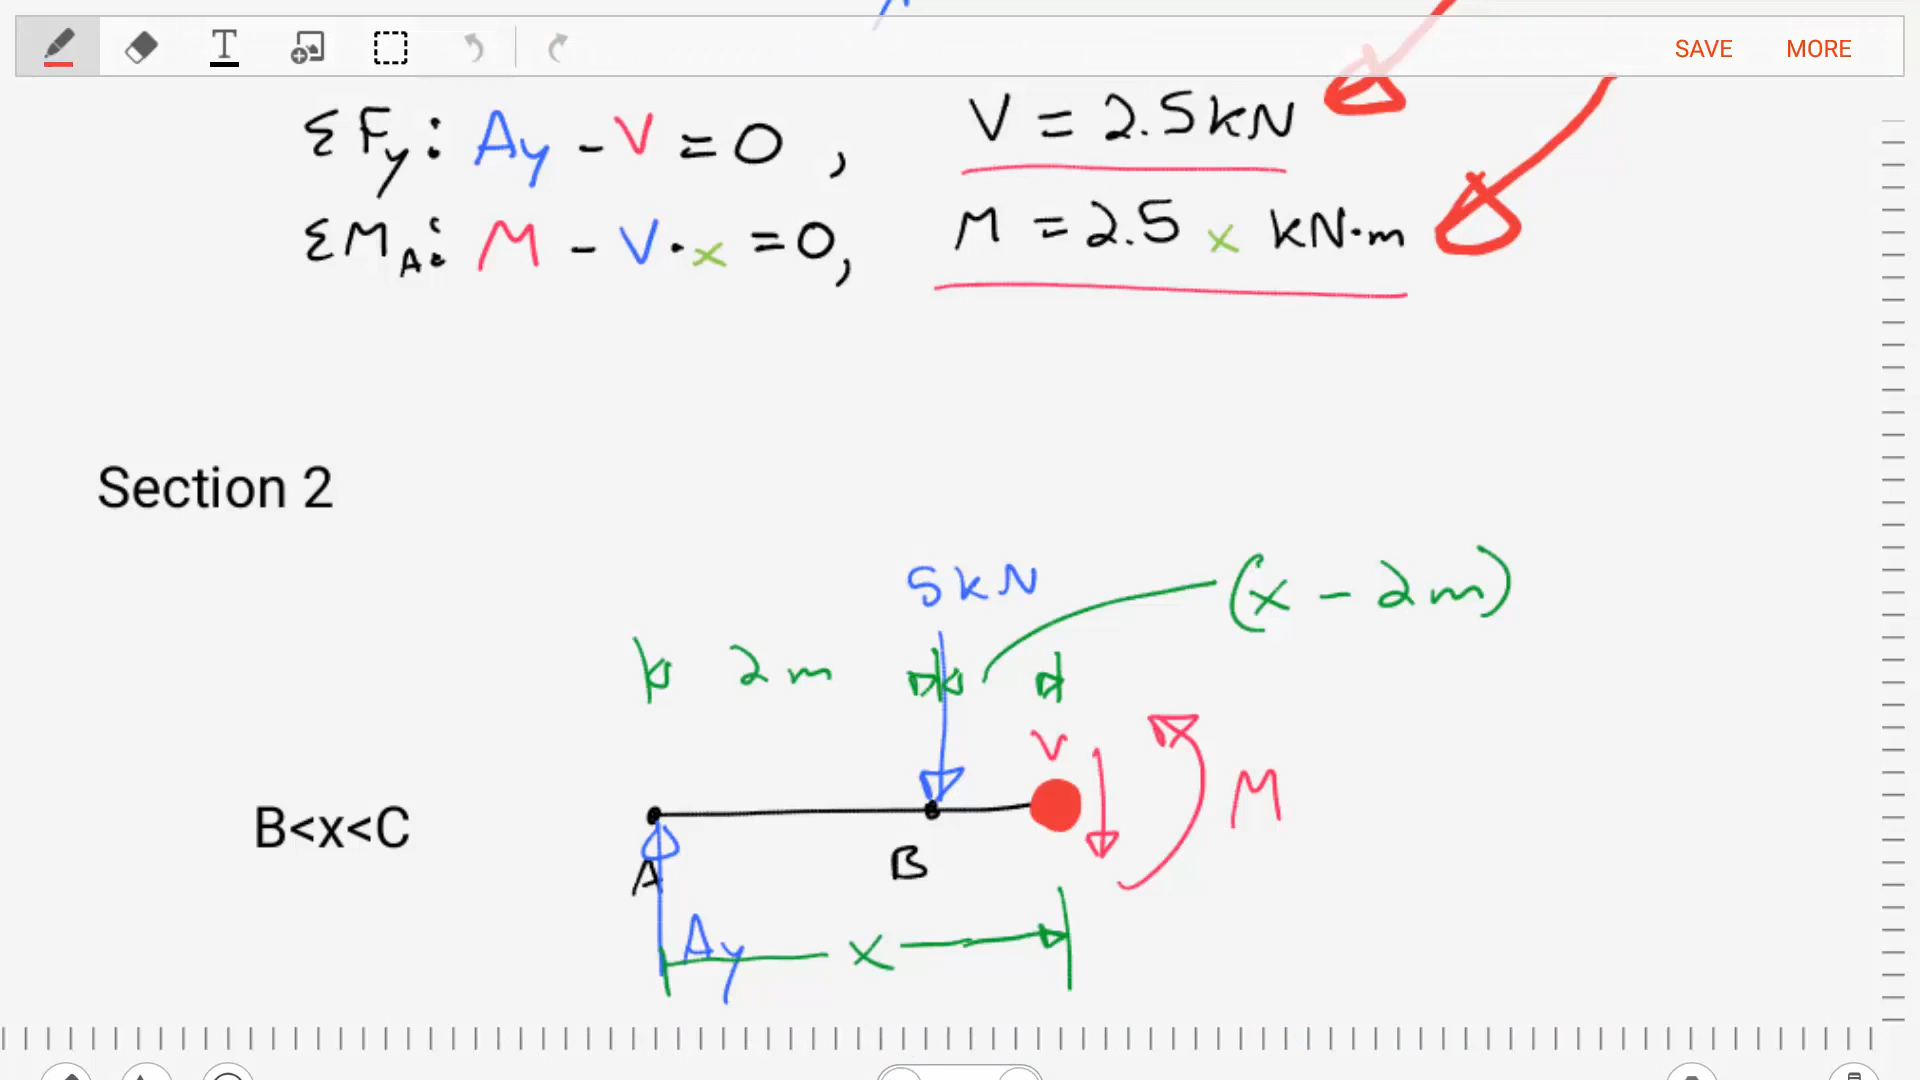 T SAVE MORE
ΣFy: Ay - V = 0 , V = 2.5kN
ΣMA: M - V·x = 0, M = 2.5 x kN·m
Section 2
5kN (x - 2m)
2m
V
M
B<x<C
A B
Ay x